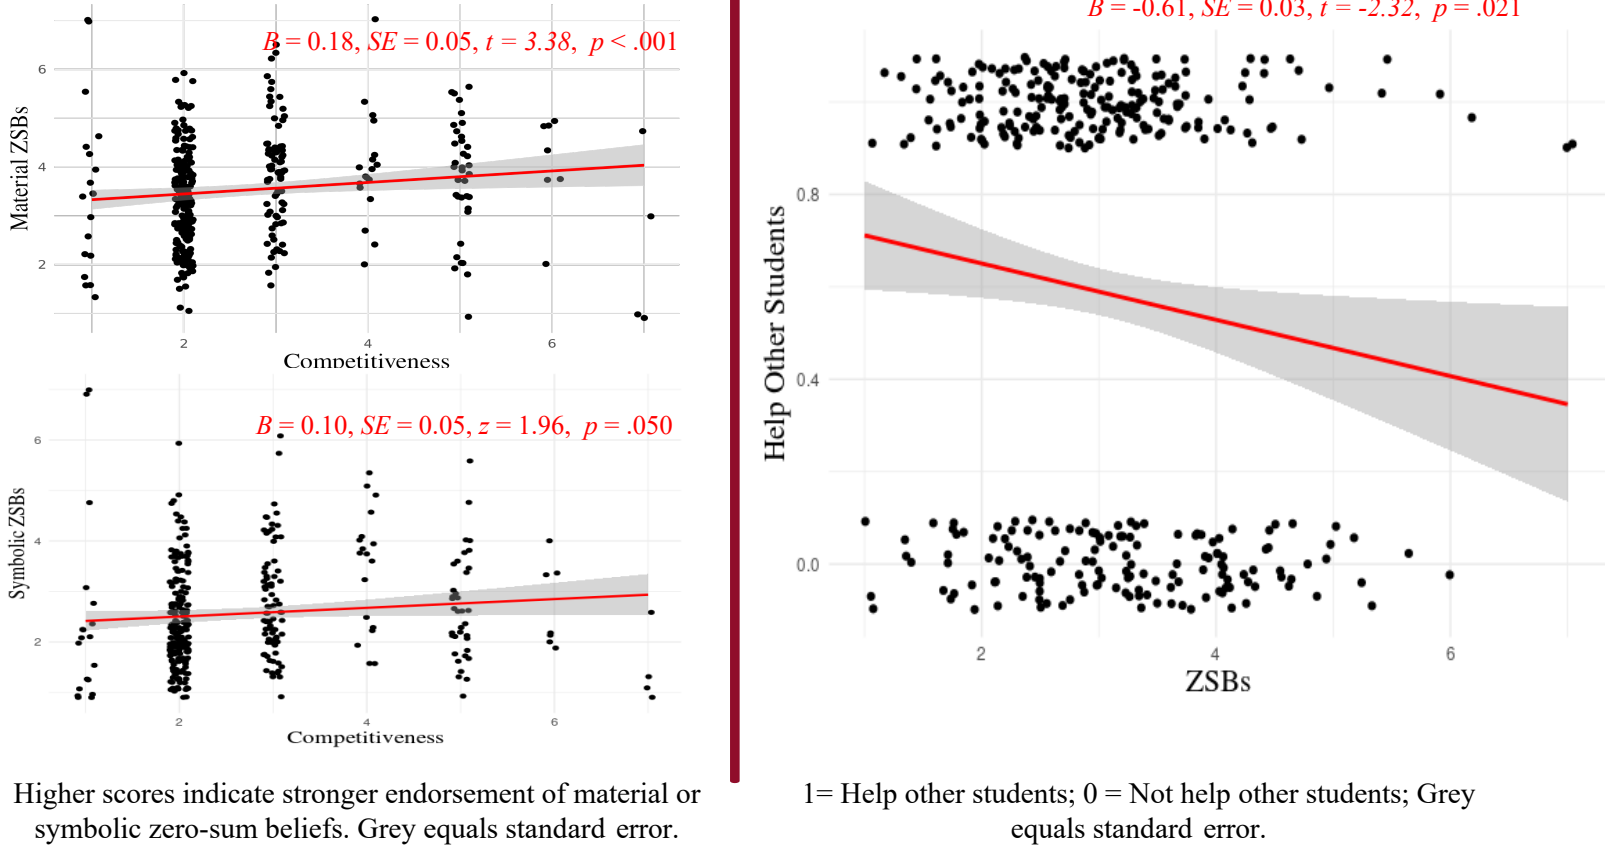 B = 0.18, SE = 0.05, t = 3.38, p < .001
Material ZSBs
6
4
2
2
4
6
Competitiveness
B = 0.10, SE = 0.05, z = 1.96, p = .050
Symbolic ZSBs
6
4
2
2
4
6
Competitiveness
Higher scores indicate stronger endorsement of material or
symbolic zero-sum beliefs. Grey equals standard error.
B = -0.61, SE = 0.03, t = -2.32, p = .021
Help Other Students
0.8
0.4
0.0
2
4
6
ZSBs
1= Help other students; 0 = Not help other students; Grey
equals standard error.